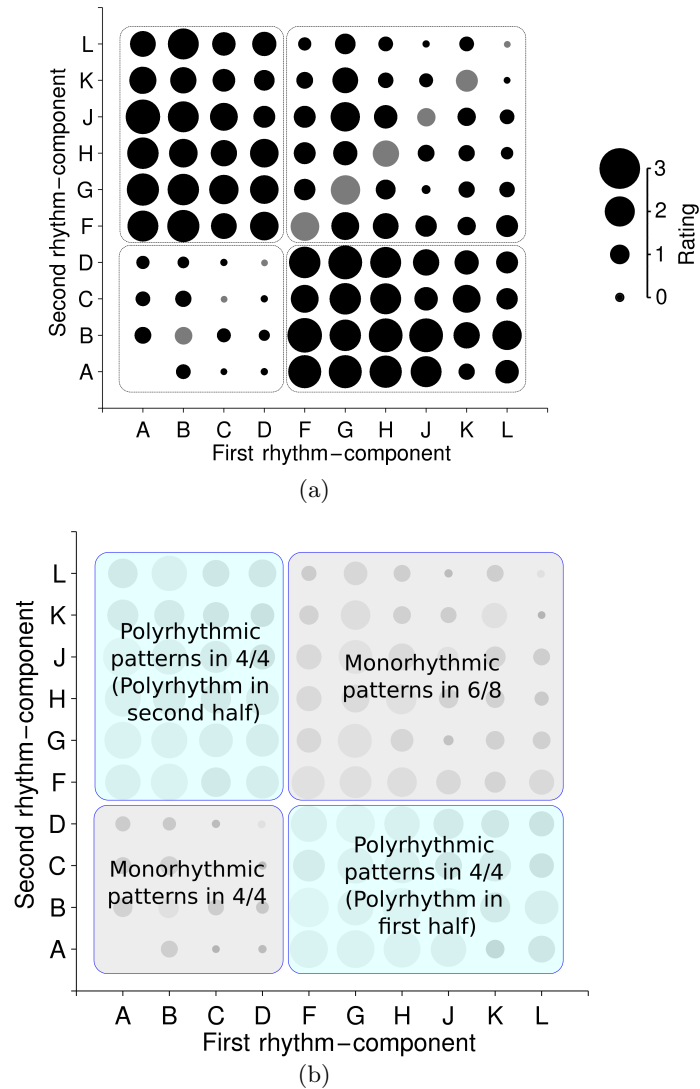 L
K
J
H
G
F
D
C
B
A
Second rhythm−component
A B C D F G H J K L
First rhythm−component
3
2
1
0
Rating
(a)
L
K
J
H
G
F
D
C
B
A
Second rhythm−component
Polyrhythmic
patterns in 4/4
(Polyrhythm in
second half)
Monorhythmic
patterns in 6/8
Monorhythmic
patterns in 4/4
Polyrhythmic
patterns in 4/4
(Polyrhythm in
first half)
A B C D F G H J K L
First rhythm−component
(b)